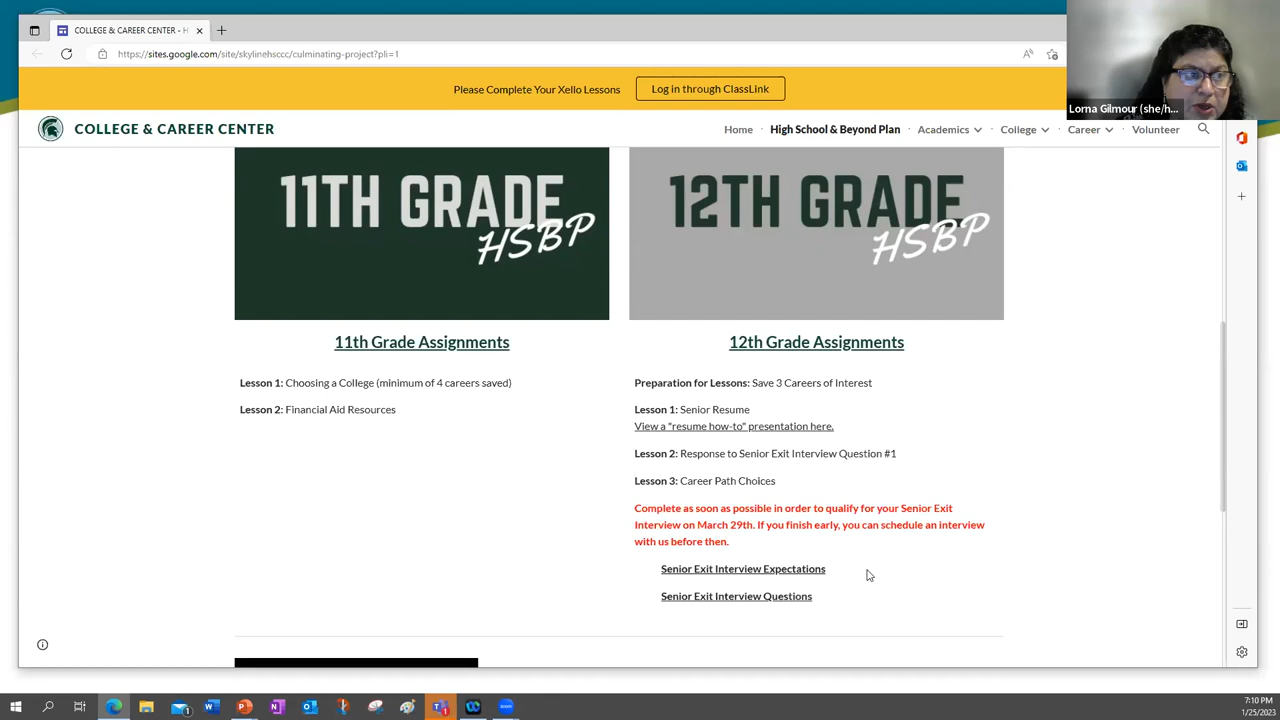 COLLEGE & CAREER CENTER - H
https://sites.google.com/site/skylinehsccc/culminating-project?pli=1
Please Complete Your Xello Lessons
Log in through ClassLink
Lorna Gilmour (she/h...
COLLEGE & CAREER CENTER
Home
High School & Beyond Plan
Academics
College
Career
Volunteer
11TH GRADE
HSBP
12TH GRADE
HSBP
11th Grade Assignments
Lesson 1: Choosing a College (minimum of 4 careers saved)
Lesson 2: Financial Aid Resources
12th Grade Assignments
Preparation for Lessons: Save 3 Careers of Interest
Lesson 1: Senior Resume
View a "resume how-to" presentation here.
Lesson 2: Response to Senior Exit Interview Question #1
Lesson 3: Career Path Choices
Complete as soon as possible in order to qualify for your Senior Exit
Interview on March 29th. If you finish early, you can schedule an interview
with us before then.
Senior Exit Interview Expectations
Senior Exit Interview Questions
7:10 PM
1/25/2023